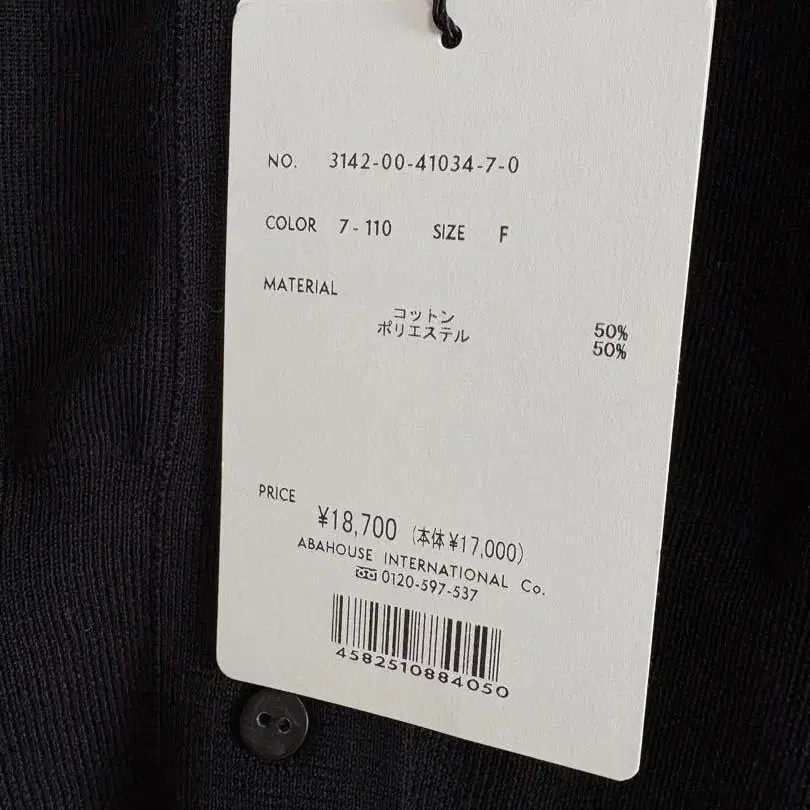 NO. 3142-00-41034-7-0
COLOR 7-110 SIZE F
MATERIAL
コットン 50%
ポリエステル 50%
PRICE
¥18,700 (本体¥17,000)
ABAHOUSE INTERNATIONAL Co.
0120-597-537
4582510884050